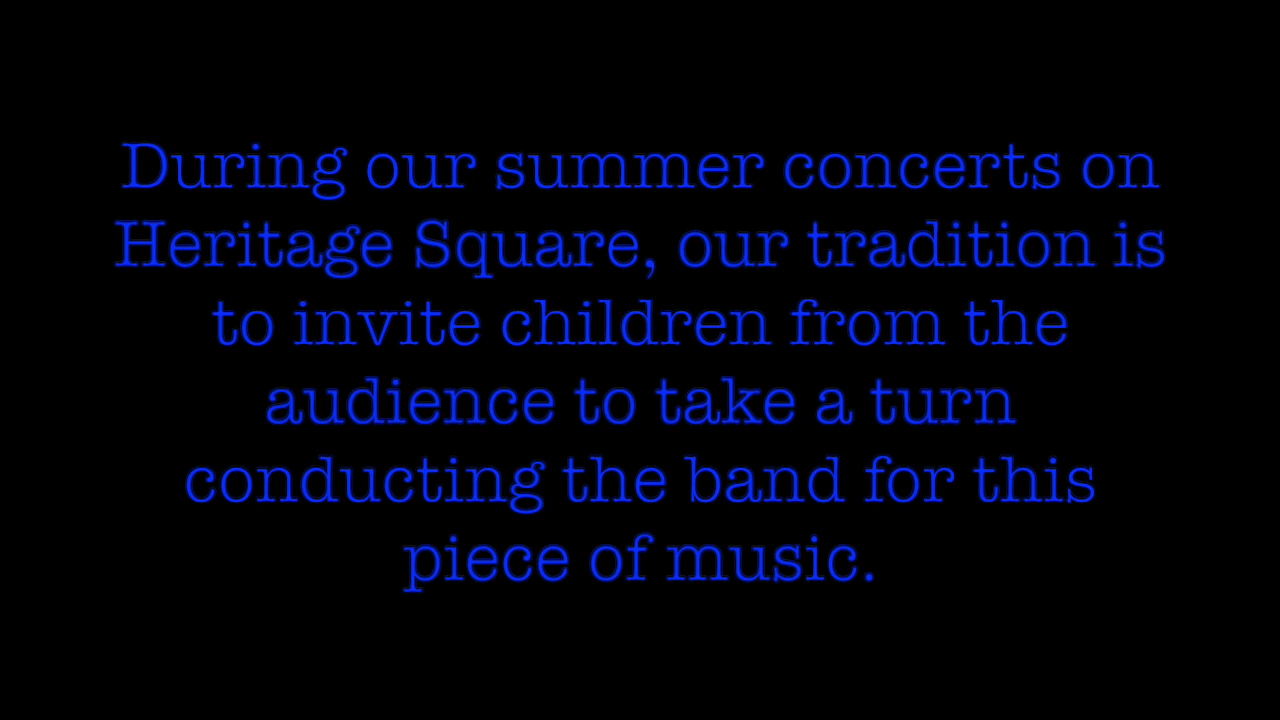 During our summer concerts on
Heritage Square, our tradition is
to invite children from the
audience to take a turn
conducting the band for this
piece of music.